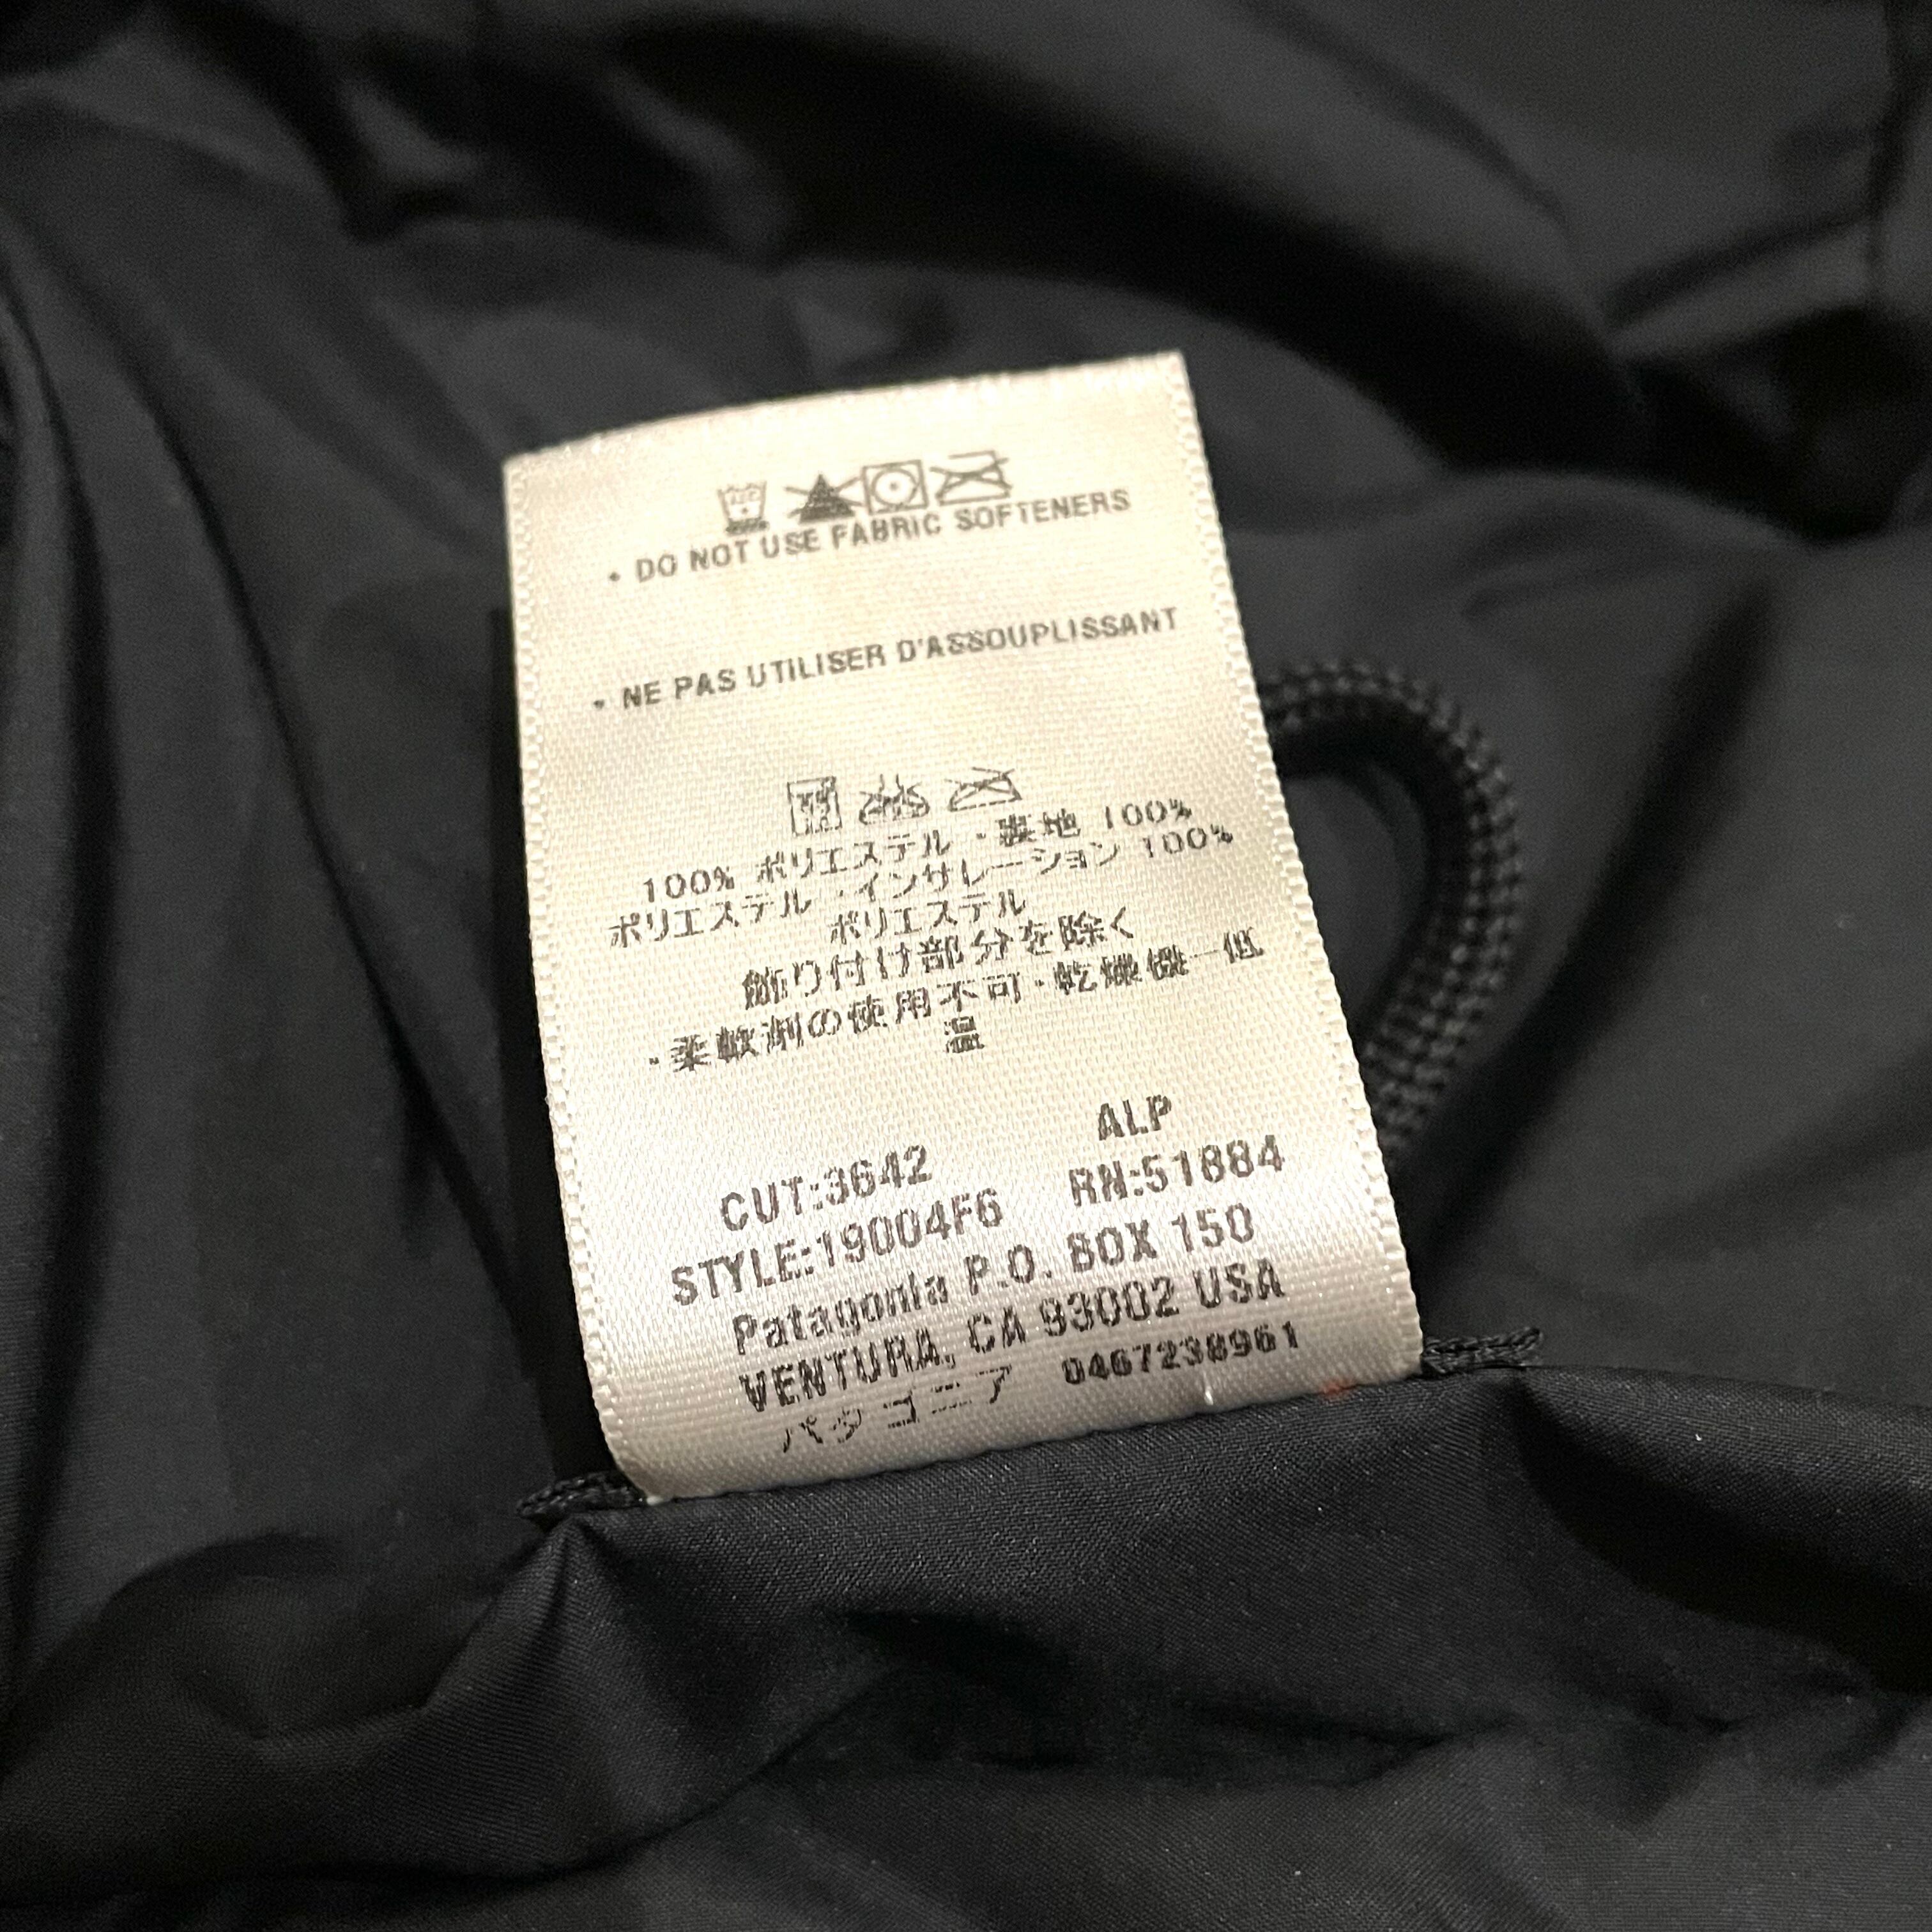 ・DO NOT USE FABRIC SOFTENERS
・NE PAS UTILISER D'ASSOUPLISSANT
100% ポリエステル ・表地 100%
ポリエステル ・インサレーション 100%
ポリエステル
飾り付け部分を除く
・柔軟剤の使用不可・乾燥機ー低
温
ALP
CUT:3642 RN:51884
STYLE:19004F6
Patagonia P.O. BOX 150
VENTURA, CA 93002 USA
パタゴニア 0467238961